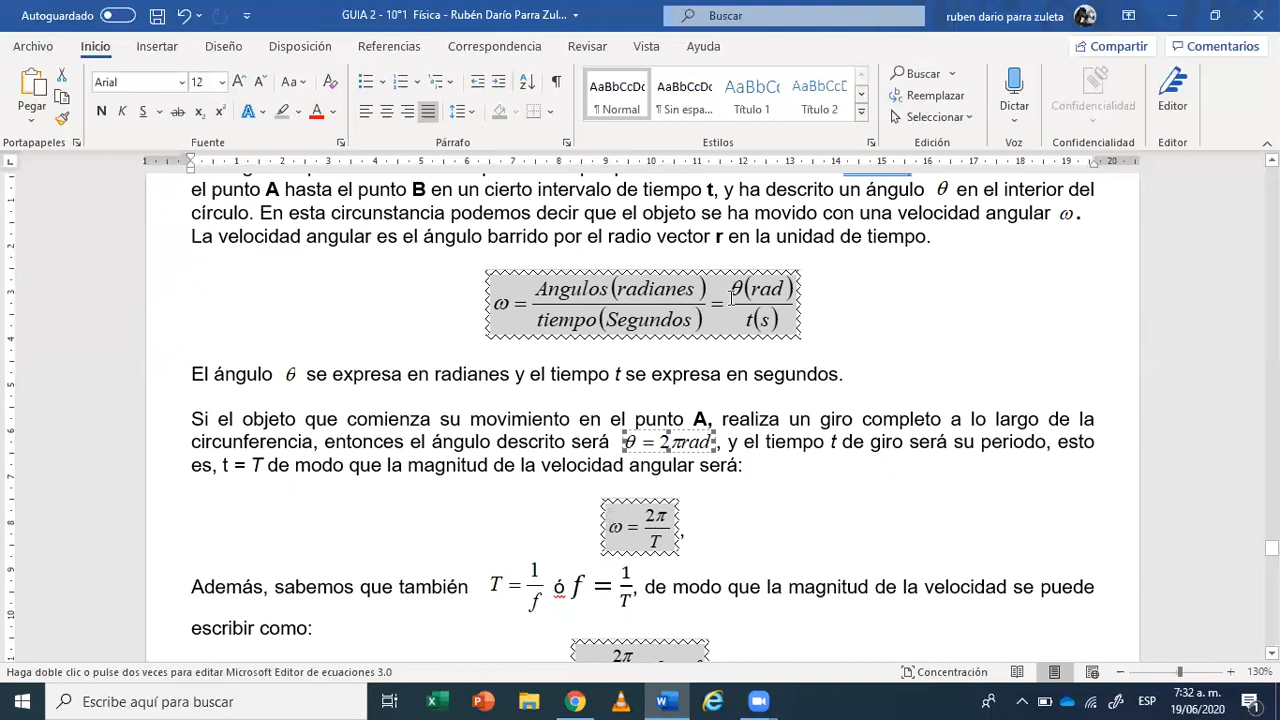 Autoguardado
GUIA 2 - 10°1 Física - Rubén Darío Parra Zule...
Buscar
ruben dario parra zuleta
Archivo Inicio Insertar Diseño Disposición Referencias Correspondencia Revisar Vista Ayuda
Compartir Comentarios
Pegar
Arial 12
AaBbCcDc AaBbCcDc AaBbCc AaBbCcD
¶ Normal ¶ Sin espa... Título 1 Título 2
Buscar
Reemplazar
Seleccionar
Dictar
Confidencialidad
Editor
Portapapeles Fuente Párrafo Estilos Edición Voz Confidencialidad Editor
el punto A hasta el punto B en un cierto intervalo de tiempo t, y ha descrito un ángulo θ en el interior del
círculo. En esta circunstancia podemos decir que el objeto se ha movido con una velocidad angular ω.
La velocidad angular es el ángulo barrido por el radio vector r en la unidad de tiempo.
ω = Angulos(radianes) / tiempo(Segundos) = θ(rad) / t(s)
El ángulo θ se expresa en radianes y el tiempo t se expresa en segundos.
Si el objeto que comienza su movimiento en el punto A, realiza un giro completo a lo largo de la
circunferencia, entonces el ángulo descrito será θ = 2πrad, y el tiempo t de giro será su periodo, esto
es, t = T de modo que la magnitud de la velocidad angular será:
ω = 2π / T,
Además, sabemos que también T = 1 / f ó f = 1 / T, de modo que la magnitud de la velocidad se puede
escribir como:
2π
Haga doble clic o pulse dos veces para editar Microsoft Editor de ecuaciones 3.0
Concentración
130%
Escribe aquí para buscar
ESP
7:32 a. m.
19/06/2020